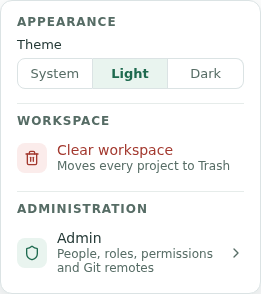 APPEARANCE
Theme
System Light Dark
WORKSPACE
Clear workspace
Moves every project to Trash
ADMINISTRATION
Admin
People, roles, permissions
and Git remotes